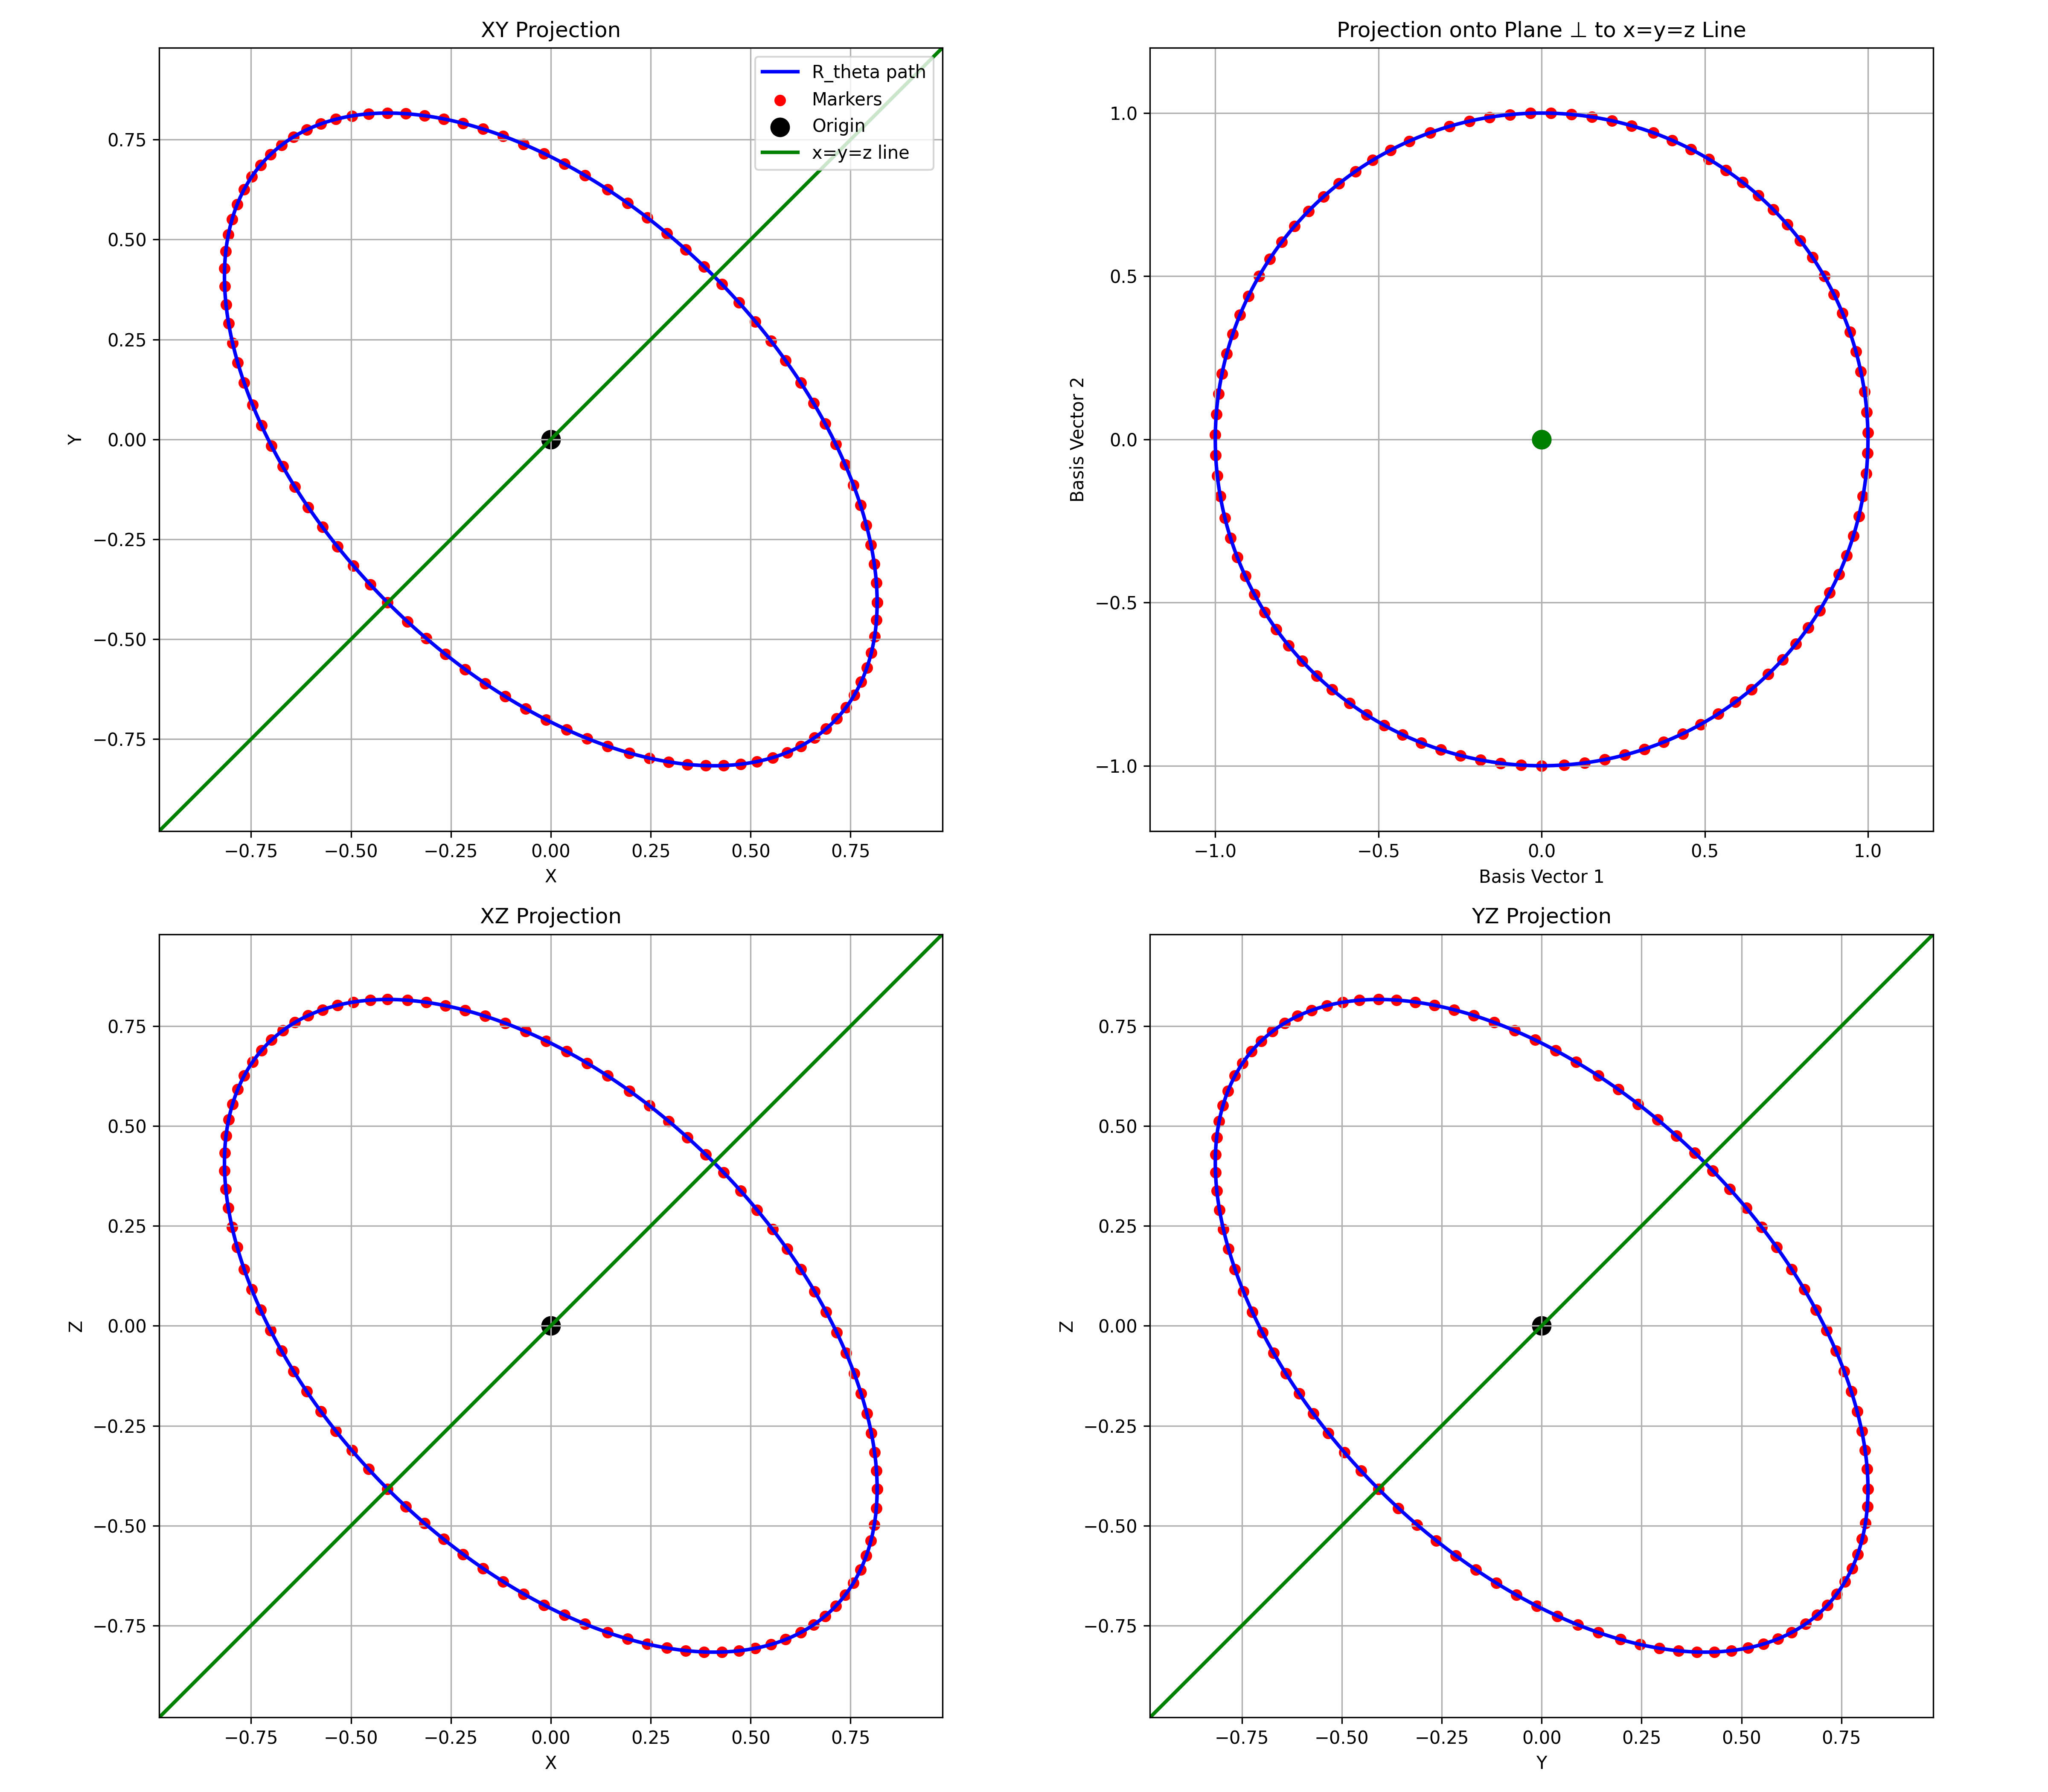 XY Projection
R_theta path
Markers
Origin
x=y=z line
0.75
0.50
0.25
0.00
−0.25
−0.50
−0.75
Y
−0.75 −0.50 −0.25 0.00 0.25 0.50 0.75
X
Projection onto Plane ⊥ to x=y=z Line
1.0
0.5
0.0
−0.5
−1.0
Basis Vector 2
−1.0 −0.5 0.0 0.5 1.0
Basis Vector 1
XZ Projection
0.75
0.50
0.25
0.00
−0.25
−0.50
−0.75
Z
−0.75 −0.50 −0.25 0.00 0.25 0.50 0.75
X
YZ Projection
0.75
0.50
0.25
0.00
−0.25
−0.50
−0.75
Z
−0.75 −0.50 −0.25 0.00 0.25 0.50 0.75
Y